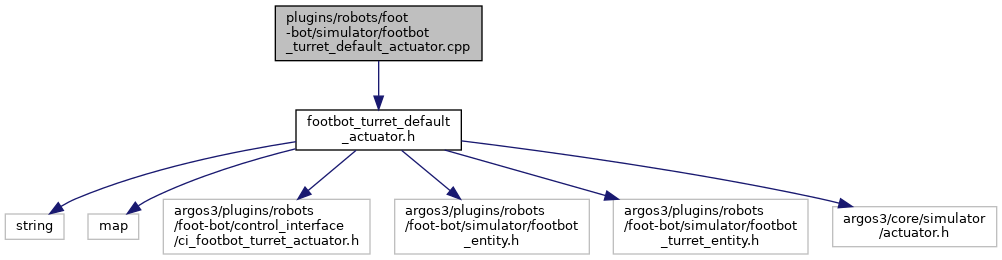 plugins/robots/foot
-bot/simulator/footbot
_turret_default_actuator.cpp
footbot_turret_default
_actuator.h
string
map
argos3/plugins/robots
/foot-bot/control_interface
/ci_footbot_turret_actuator.h
argos3/plugins/robots
/foot-bot/simulator/footbot
_entity.h
argos3/plugins/robots
/foot-bot/simulator/footbot
_turret_entity.h
argos3/core/simulator
/actuator.h